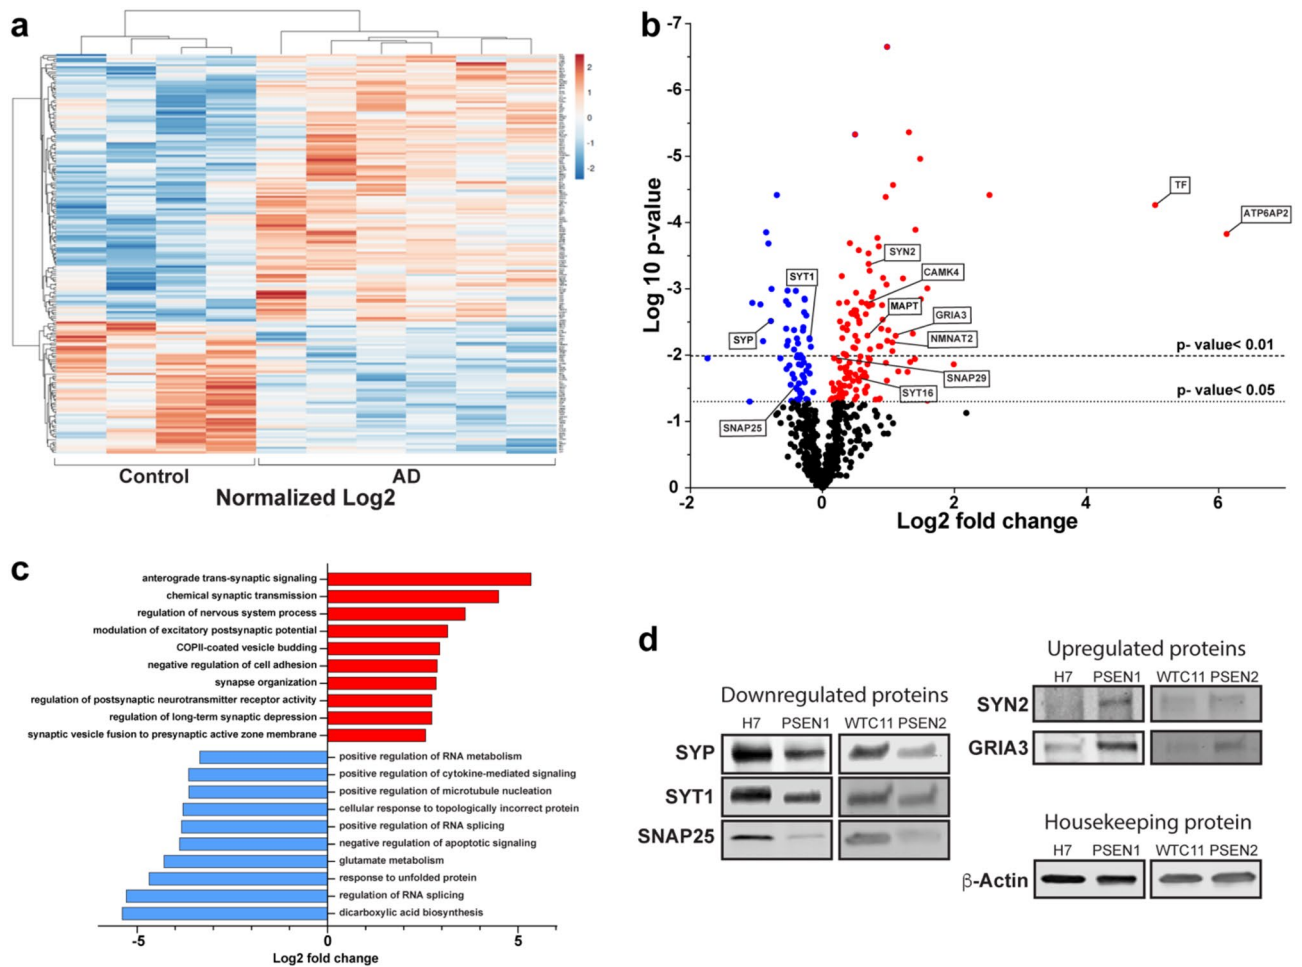 a
2
1
0
-1
-2
Control
AD
Normalized Log2
b
-7
-6
-5
-4
-3
-2
-1
0
Log 10 p-value
TF
ATP6AP2
SYN2
SYT1
CAMK4
MAPT
GRIA3
SYP
NMNAT2
p- value< 0.01
SNAP29
SYT16
p- value< 0.05
SNAP25
-2
0
2
4
6
Log2 fold change
c
anterograde trans-synaptic signaling
chemical synaptic transmission
regulation of nervous system process
modulation of excitatory postsynaptic potential
COPII-coated vesicle budding
negative regulation of cell adhesion
synapse organization
regulation of postsynaptic neurotransmitter receptor activity
regulation of long-term synaptic depression
synaptic vesicle fusion to presynaptic active zone membrane
positive regulation of RNA metabolism
positive regulation of cytokine-mediated signaling
positive regulation of microtubule nucleation
cellular response to topologically incorrect protein
positive regulation of RNA splicing
negative regulation of apoptotic signaling
glutamate metabolism
response to unfolded protein
regulation of RNA splicing
dicarboxylic acid biosynthesis
-5
0
5
Log2 fold change
d
Downregulated proteins
H7 PSEN1 WTC11 PSEN2
SYP
SYT1
SNAP25
Upregulated proteins
H7 PSEN1 WTC11 PSEN2
SYN2
GRIA3
Housekeeping protein
H7 PSEN1 WTC11 PSEN2
β-Actin